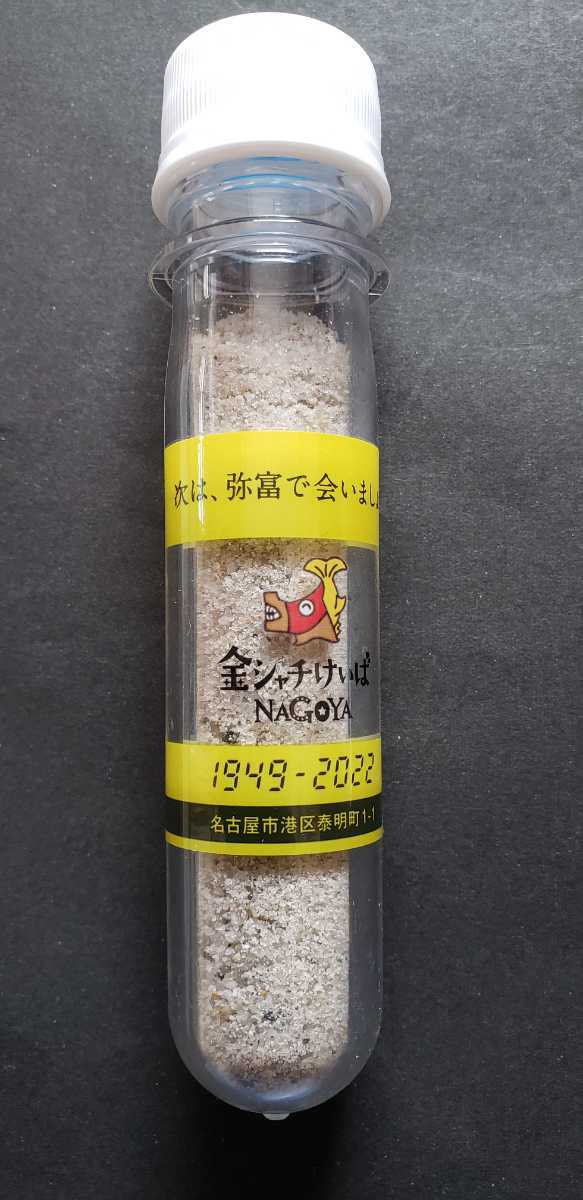 次は、弥富で会いまし
金シャチけいば
NAGOYA
1949-2022
名古屋市港区泰明町1-1